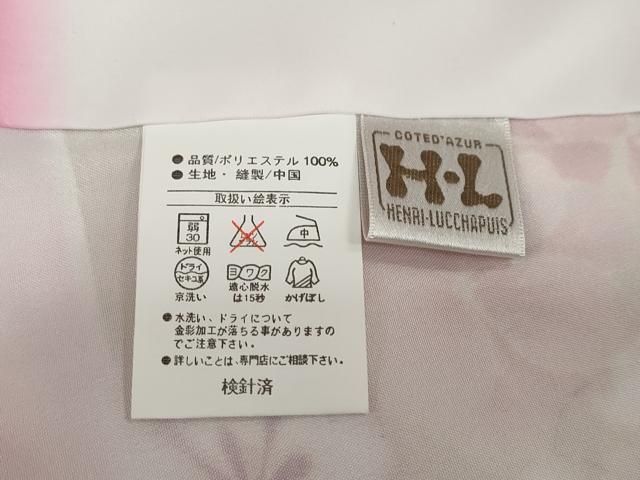 ● 品質/ポリエステル 100%
● 生地・縫製/中国
取扱い絵表示
弱
30
ネット使用
中
ドライ
セキユ系
京洗い
ヨワク
遠心脱水
は15秒
かげぼし
● 水洗い、ドライについて
金彩加工が落ちる事がありますの
でご注意下さい。
● 詳しいことは、専門店にご相談下さい。
検針済
COTED'AZUR
H·L
HENRI·LUCCHAPUIS